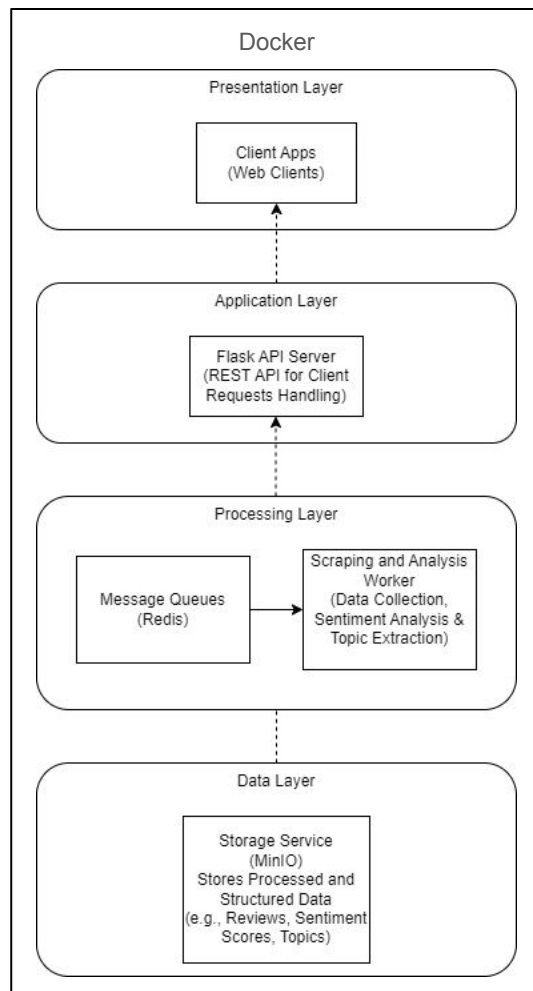 Docker
Presentation Layer
Client Apps
(Web Clients)
Application Layer
Flask API Server
(REST API for Client
Requests Handling)
Processing Layer
Message Queues
(Redis)
Scraping and Analysis
Worker
(Data Collection,
Sentiment Analysis &
Topic Extraction)
Data Layer
Storage Service
(MinIO)
Stores Processed and
Structured Data
(e.g., Reviews, Sentiment
Scores, Topics)